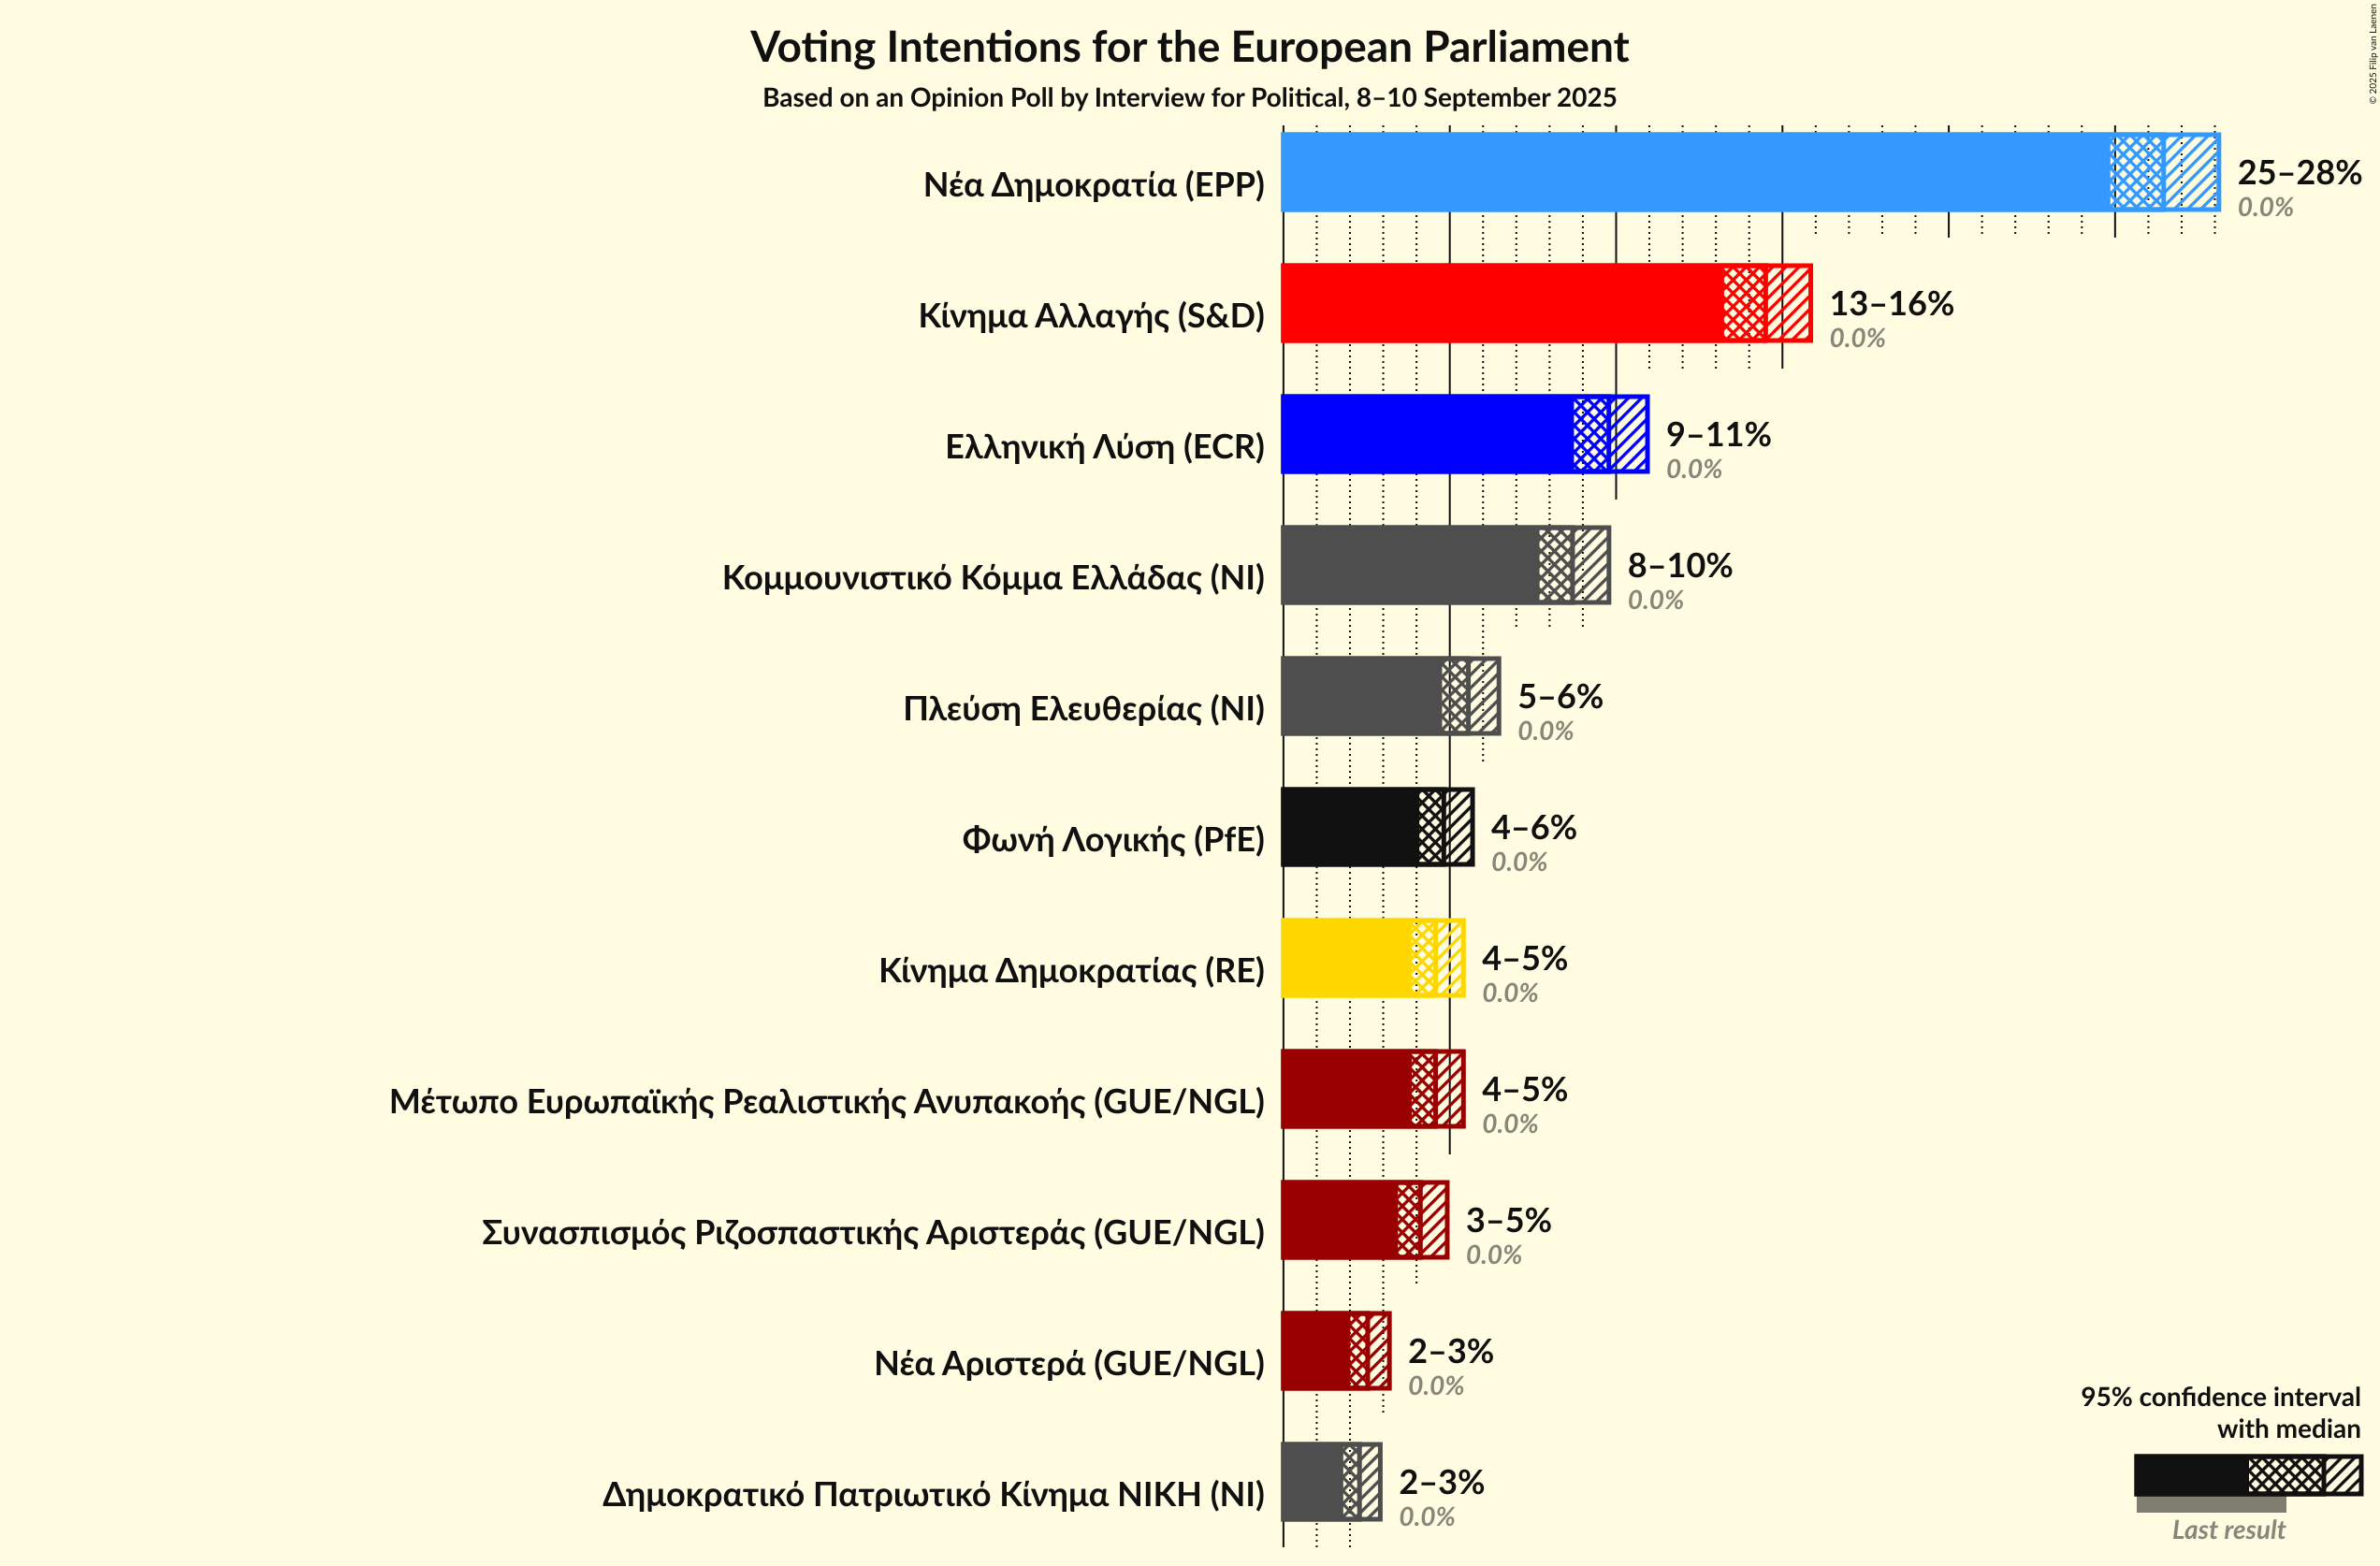 © 2025 Filip van Laenen
Voting Intentions for the European Parliament
Based on an Opinion Poll by Interview for Political, 8–10 September 2025
Νέα Δημοκρατία (EPP)
25–28%
0.0%
Κίνημα Αλλαγής (S&D)
13–16%
0.0%
Ελληνική Λύση (ECR)
9–11%
0.0%
Κομμουνιστικό Κόμμα Ελλάδας (NI)
8–10%
0.0%
Πλεύση Ελευθερίας (NI)
5–6%
0.0%
Φωνή Λογικής (PfE)
4–6%
0.0%
Κίνημα Δημοκρατίας (RE)
4–5%
0.0%
Μέτωπο Ευρωπαϊκής Ρεαλιστικής Ανυπακοής (GUE/NGL)
4–5%
0.0%
Συνασπισμός Ριζοσπαστικής Αριστεράς (GUE/NGL)
3–5%
0.0%
Νέα Αριστερά (GUE/NGL)
2–3%
0.0%
Δημοκρατικό Πατριωτικό Κίνημα ΝΙΚΗ (NI)
2–3%
0.0%
95% confidence interval
with median
Last result